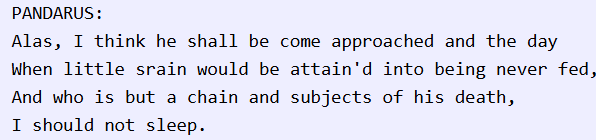 PANDARUS:
Alas, I think he shall be come approached and the day
When little srain would be attain'd into being never fed,
And who is but a chain and subjects of his death,
I should not sleep.